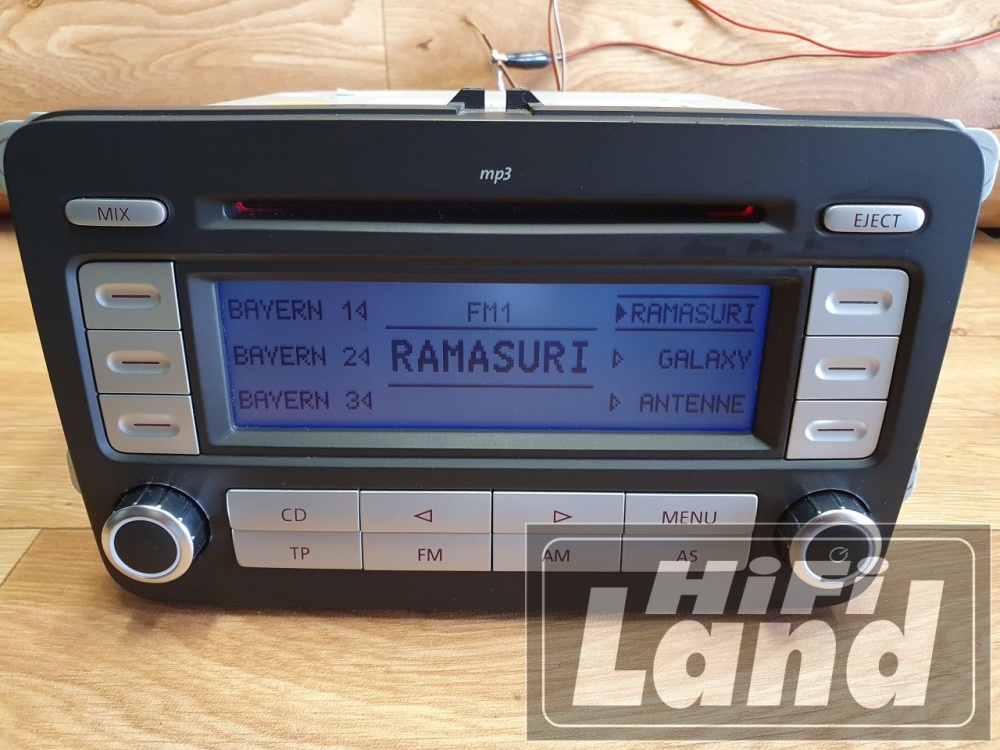 mp3
MIX
EJECT
BAYERN 1◁ FM1 ▶RAMASURI
BAYERN 2◁ RAMASURI ▷ GALAXY
BAYERN 3◁ ▷ ANTENNE
CD ◁ ▷ MENU
TP FM AM AS
HiFi
Land